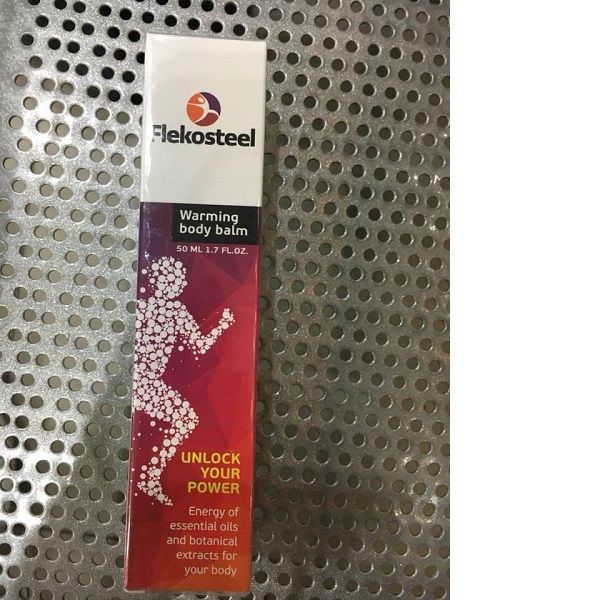 Flekosteel
Warming
body balm
50 ML 1.7 FL.OZ.
UNLOCK
YOUR
POWER
Energy of
essential oils
and botanical
extracts for
your body